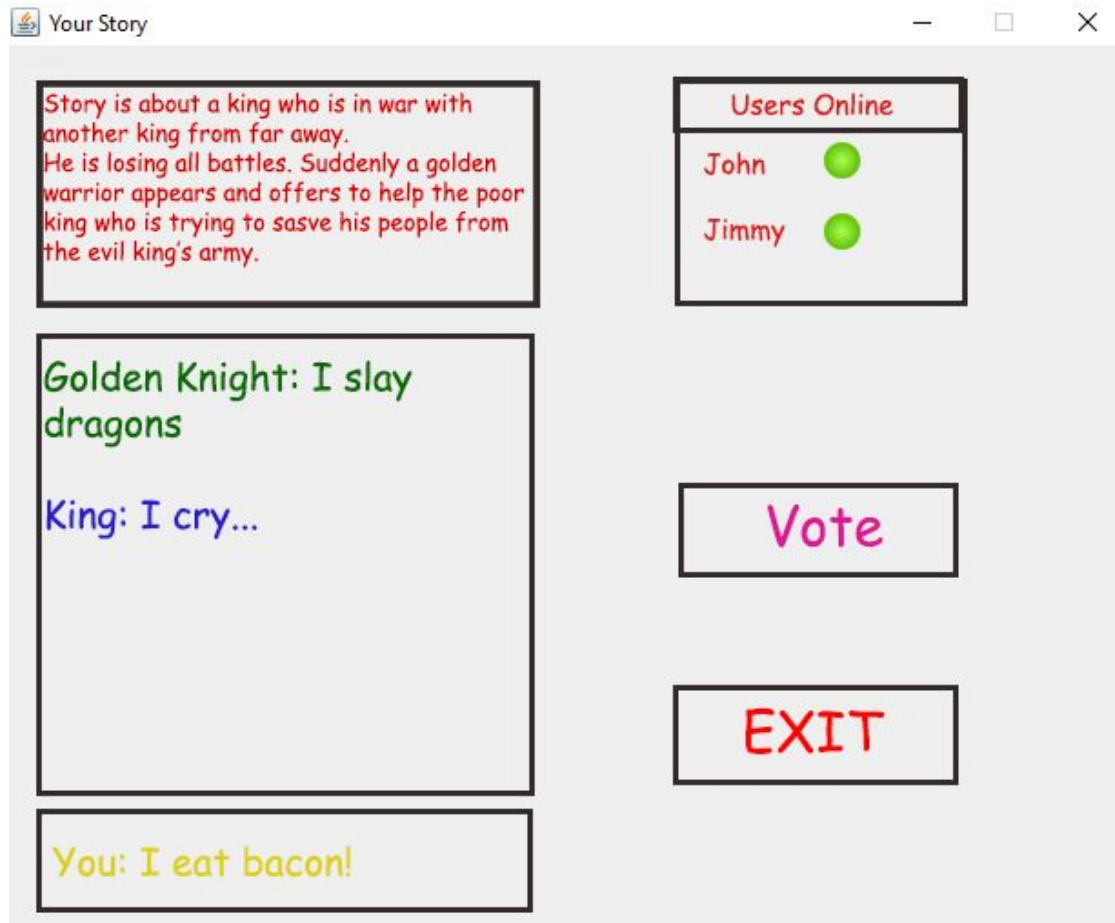 Your Story
Story is about a king who is in war with
another king from far away.
He is losing all battles. Suddenly a golden
warrior appears and offers to help the poor
king who is trying to sasve his people from
the evil king's army.
Users Online
John
Jimmy
Golden Knight: I slay
dragons
King: I cry...
Vote
EXIT
You: I eat bacon!